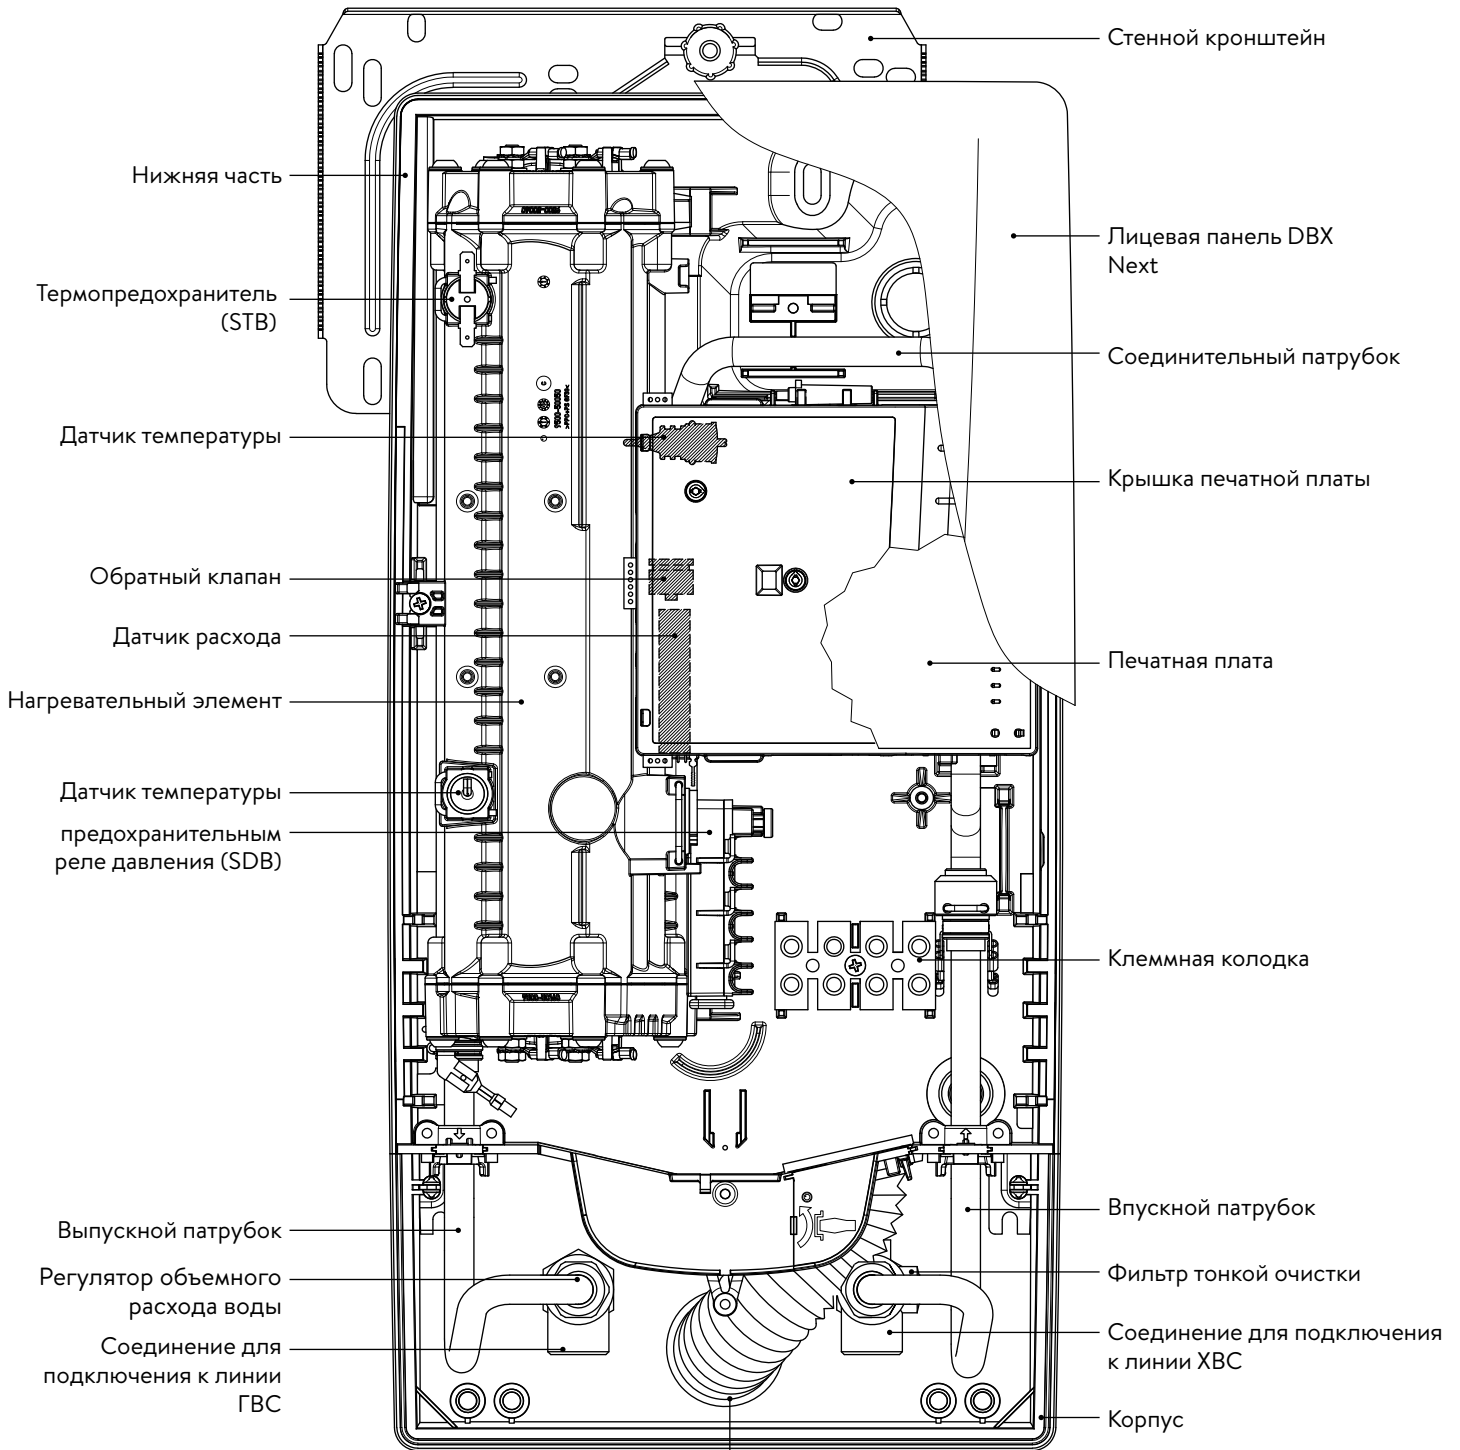 Стенной кронштейн
Нижняя часть
Лицевая панель DBX
Next
Термопредохранитель
(STB)
Соединительный патрубок
Датчик температуры
Крышка печатной платы
Обратный клапан
Датчик расхода
Печатная плата
Нагревательный элемент
Датчик температуры
предохранительным
реле давления (SDB)
Клеммная колодка
Впускной патрубок
Выпускной патрубок
Фильтр тонкой очистки
Регулятор объемного
расхода воды
Соединение для подключения
к линии ХВС
Соединение для
подключения к линии
ГВС
Корпус